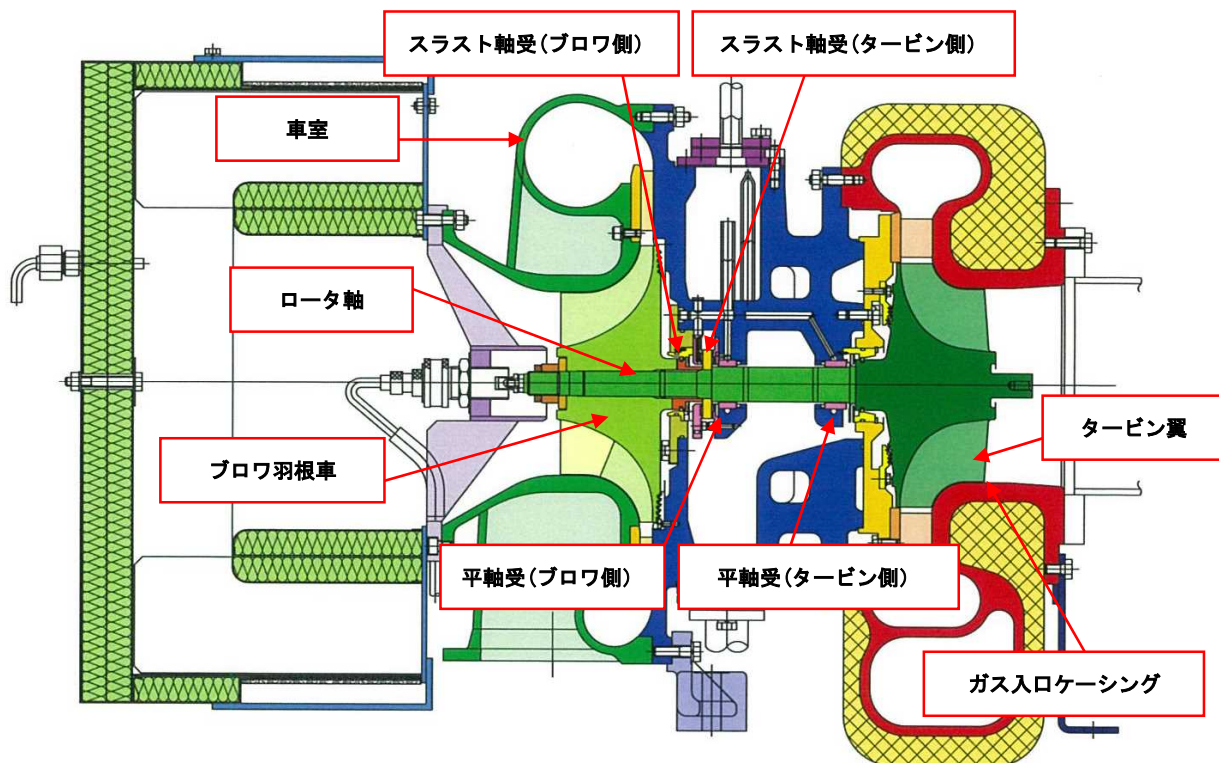 スラスト軸受(ブロワ側)
スラスト軸受(タービン側)
車室
ロータ軸
ブロワ羽根車
タービン翼
平軸受(ブロワ側)
平軸受(タービン側)
ガス入口ケーシング